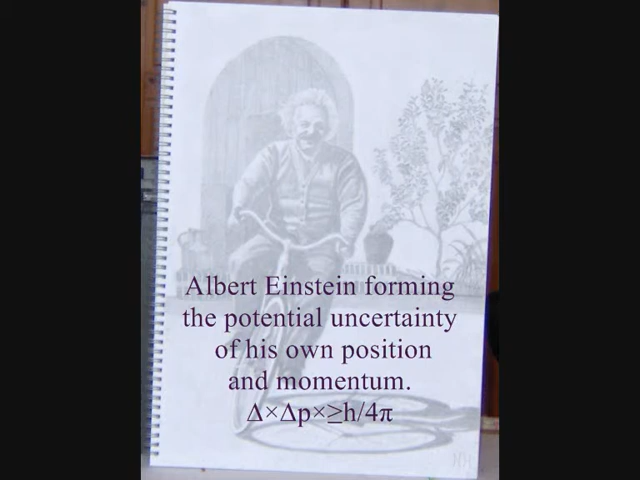 Albert Einstein forming
the potential uncertainty
of his own position
and momentum.
Δ×Δp×≥h/4π